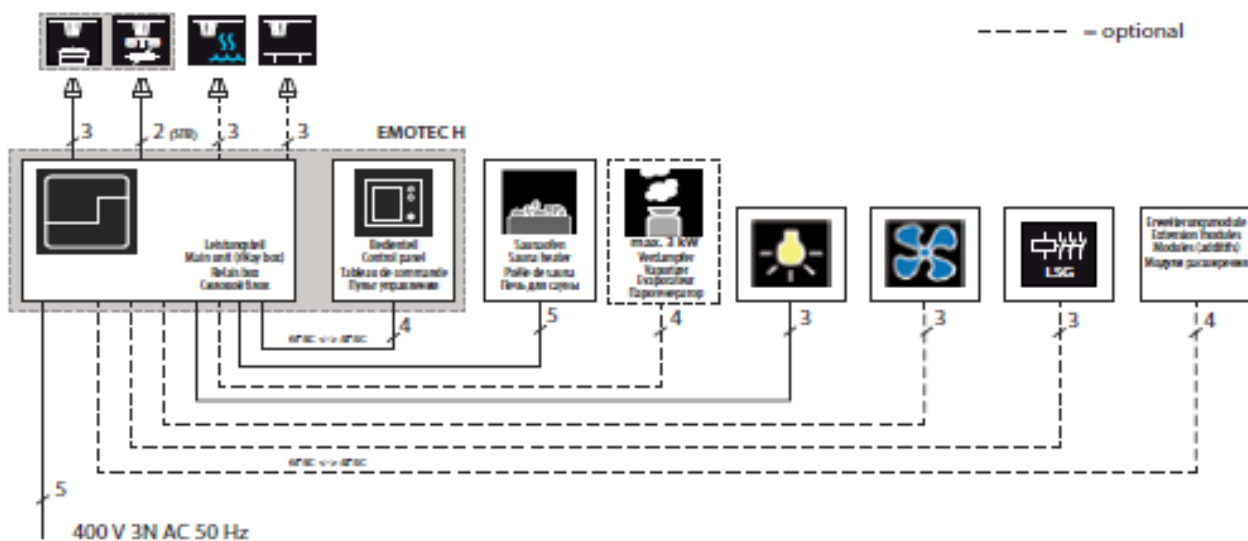 = optional
3
2 (STB)
3
3
EMOTEC H
Leistungsteil
Main unit (relay box)
Relais box
Силовой блок
Bedienteil
Control panel
Tableau de commande
Пульт управления
Saunaofen
Sauna heater
Poêle de sauna
Печь для сауны
max. 3 kW
Verdampfer
Vaporizer
Evaporateur
Парогенератор
LSG
Erweiterungsmodule
Extension modules
Modules (additifs)
Модули расширения
4
5
4
3
3
3
4
5
400 V 3N AC 50 Hz